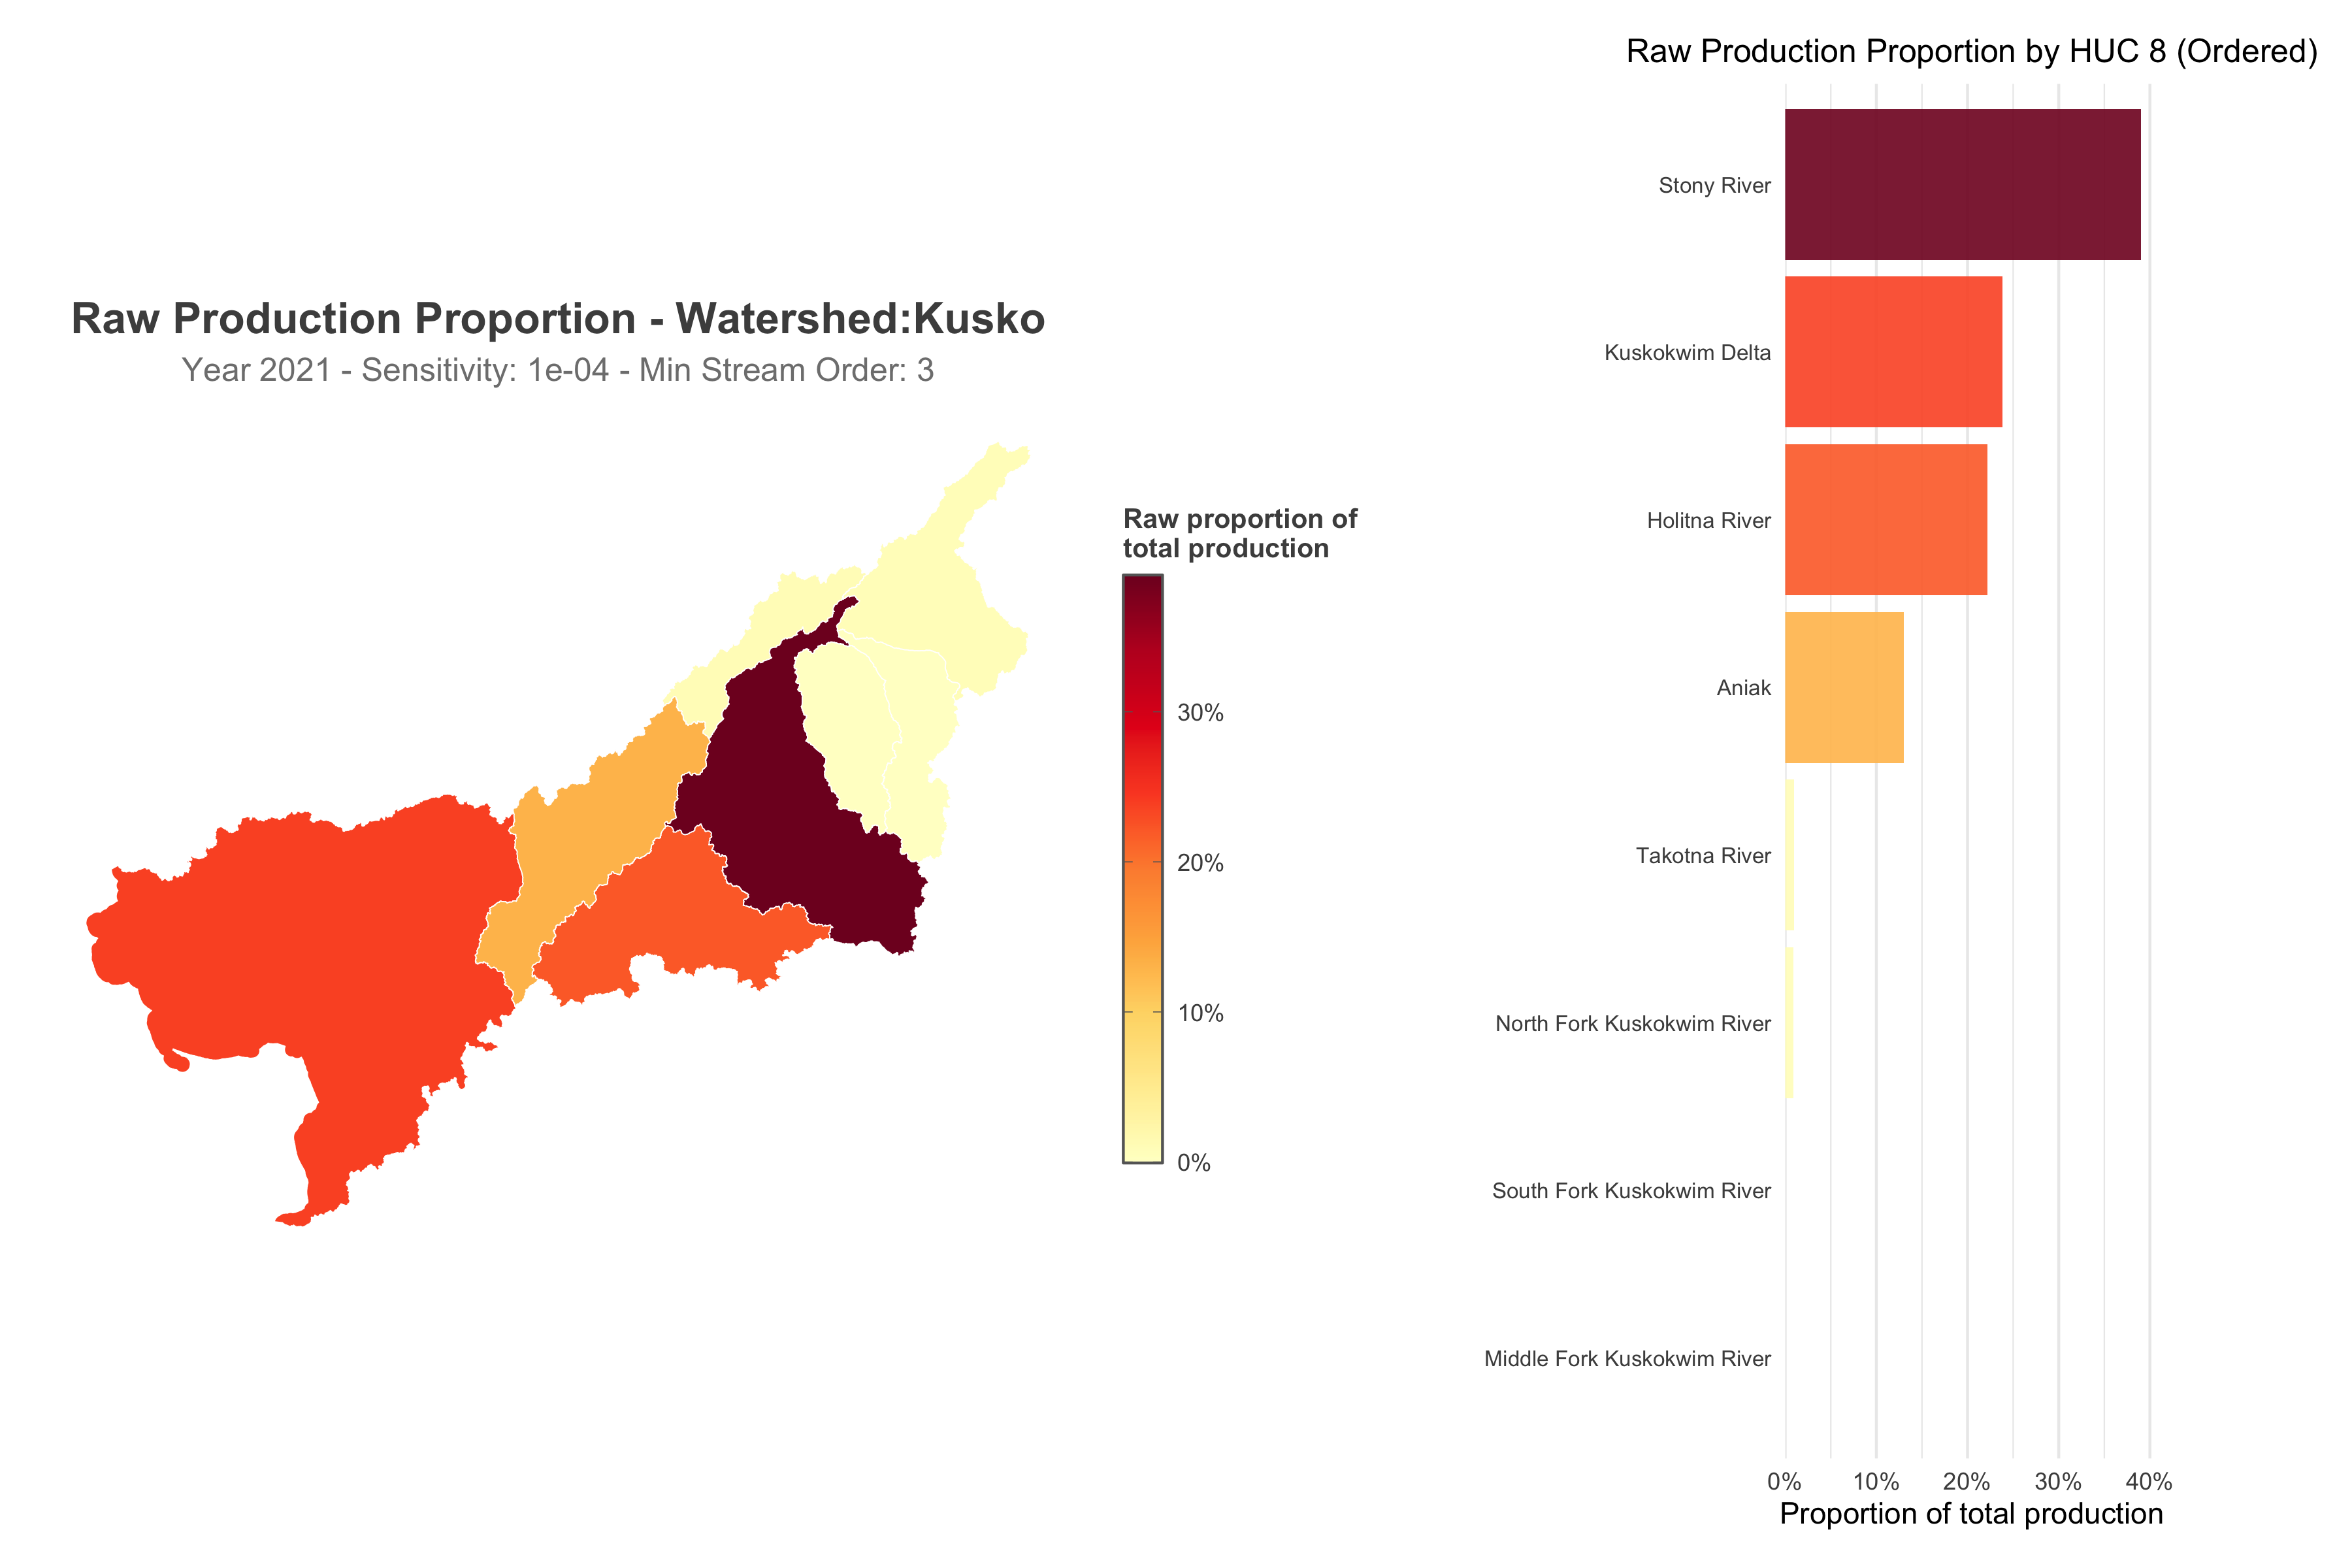 Raw Production Proportion - Watershed:Kusko
Year 2021 - Sensitivity: 1e-04 - Min Stream Order: 3
Raw proportion of
total production
30%
20%
10%
0%
Raw Production Proportion by HUC 8 (Ordered)
Stony River
Kuskokwim Delta
Holitna River
Aniak
Takotna River
North Fork Kuskokwim River
South Fork Kuskokwim River
Middle Fork Kuskokwim River
0% 10% 20% 30% 40%
Proportion of total production